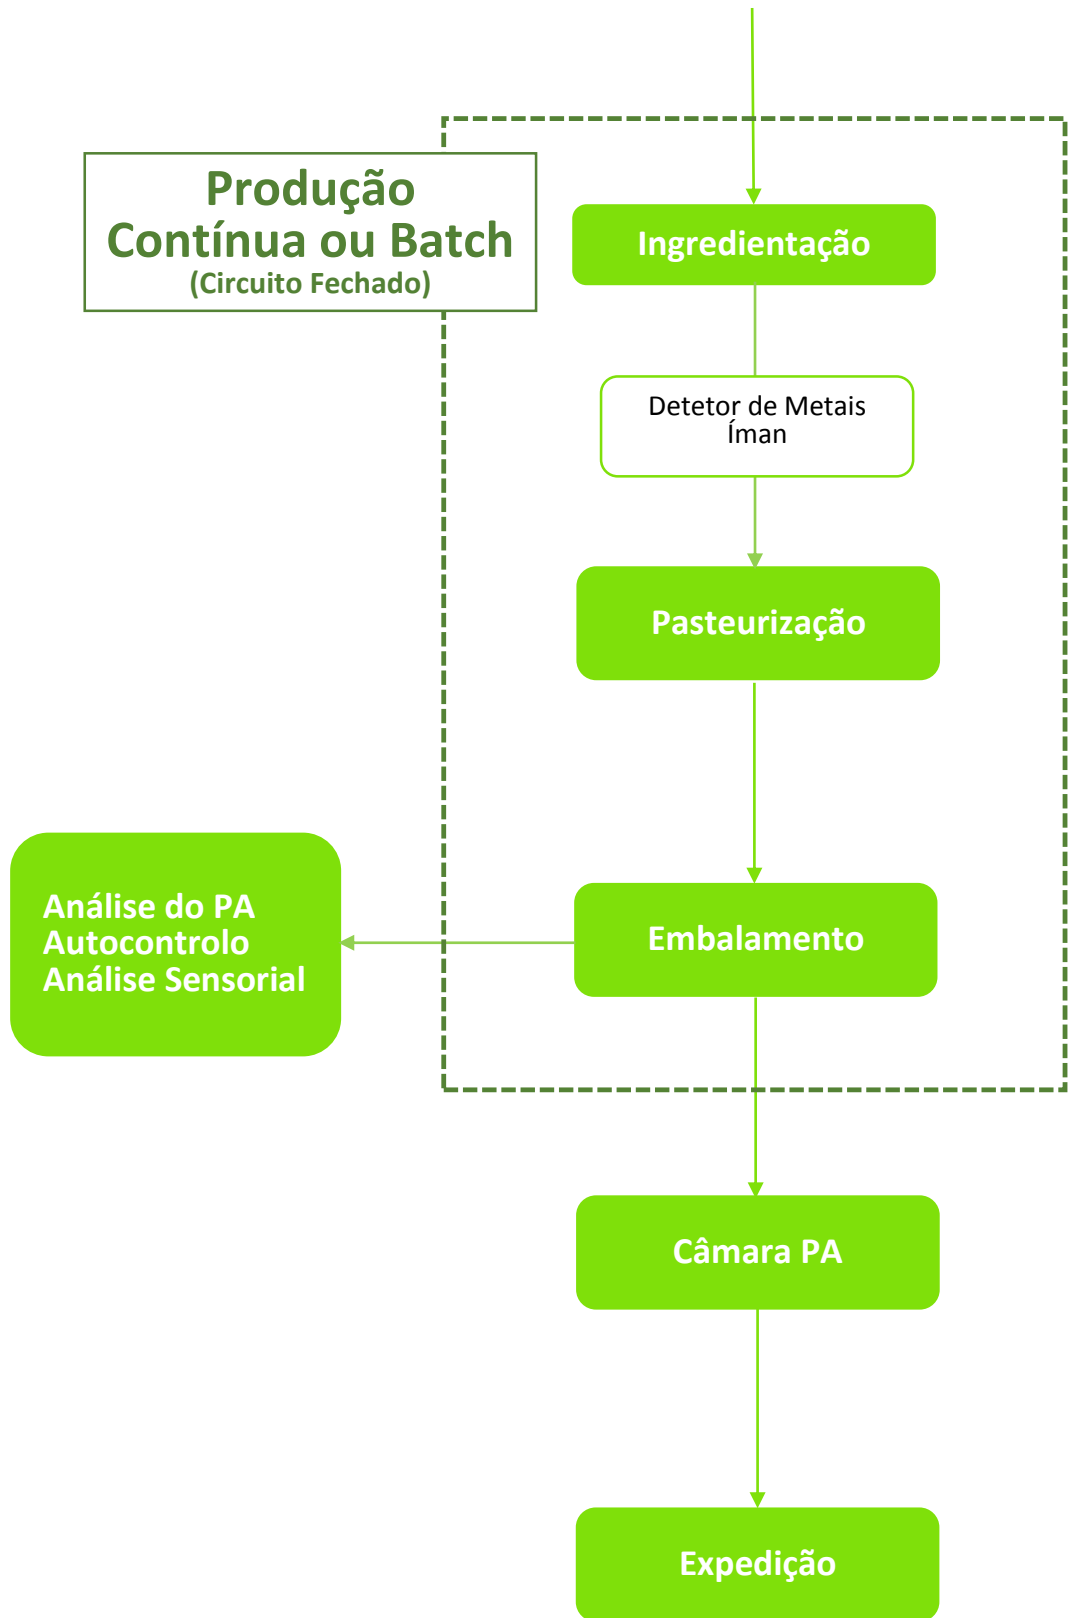 Produção
Contínua ou Batch
(Circuito Fechado)
Ingredientação
Detetor de Metais
Íman
Pasteurização
Análise do PA
Autocontrolo
Análise Sensorial
Embalamento
Câmara PA
Expedição